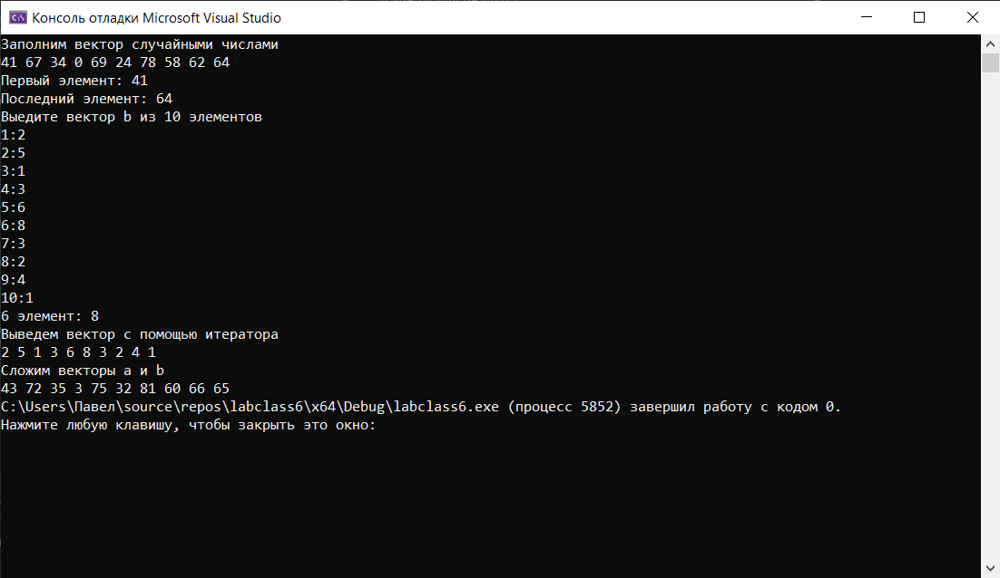 Консоль отладки Microsoft Visual Studio
Заполним вектор случайными числами
41 67 34 0 69 24 78 58 62 64
Первый элемент: 41
Последний элемент: 64
Выедите вектор b из 10 элементов
1:2
2:5
3:1
4:3
5:6
6:8
7:3
8:2
9:4
10:1
6 элемент: 8
Выведем вектор с помощью итератора
2 5 1 3 6 8 3 2 4 1
Сложим векторы a и b
43 72 35 3 75 32 81 60 66 65
C:\Users\Павел\source\repos\labclass6\x64\Debug\labclass6.exe (процесс 5852) завершил работу с кодом 0.
Нажмите любую клавишу, чтобы закрыть это окно: